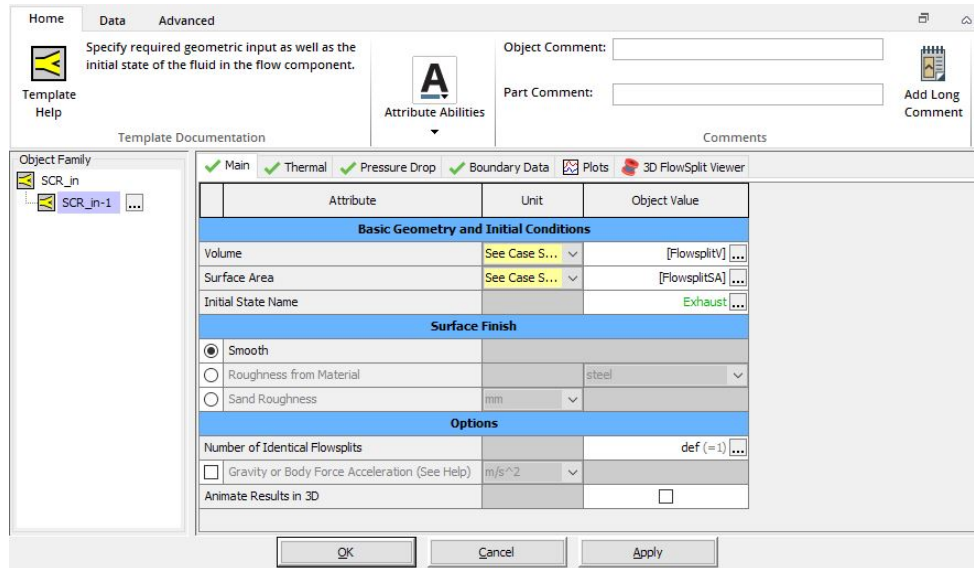 Home Data Advanced
Template
Help
Specify required geometric input as well as the
initial state of the fluid in the flow component.
Template Documentation
A
Attribute Abilities
Object Comment:
Part Comment:
Add Long
Comment
Comments
Object Family
SCR_in
SCR_in-1 ...
Main Thermal Pressure Drop Boundary Data Plots 3D FlowSplit Viewer
Attribute Unit Object Value
Basic Geometry and Initial Conditions
Volume See Case S... [FlowsplitV] ...
Surface Area See Case S... [FlowsplitSA] ...
Initial State Name Exhaust ...
Surface Finish
Smooth
Roughness from Material steel
Sand Roughness mm
Options
Number of Identical Flowsplits def (=1) ...
Gravity or Body Force Acceleration (See Help) m/s^2
Animate Results in 3D
OK Cancel Apply